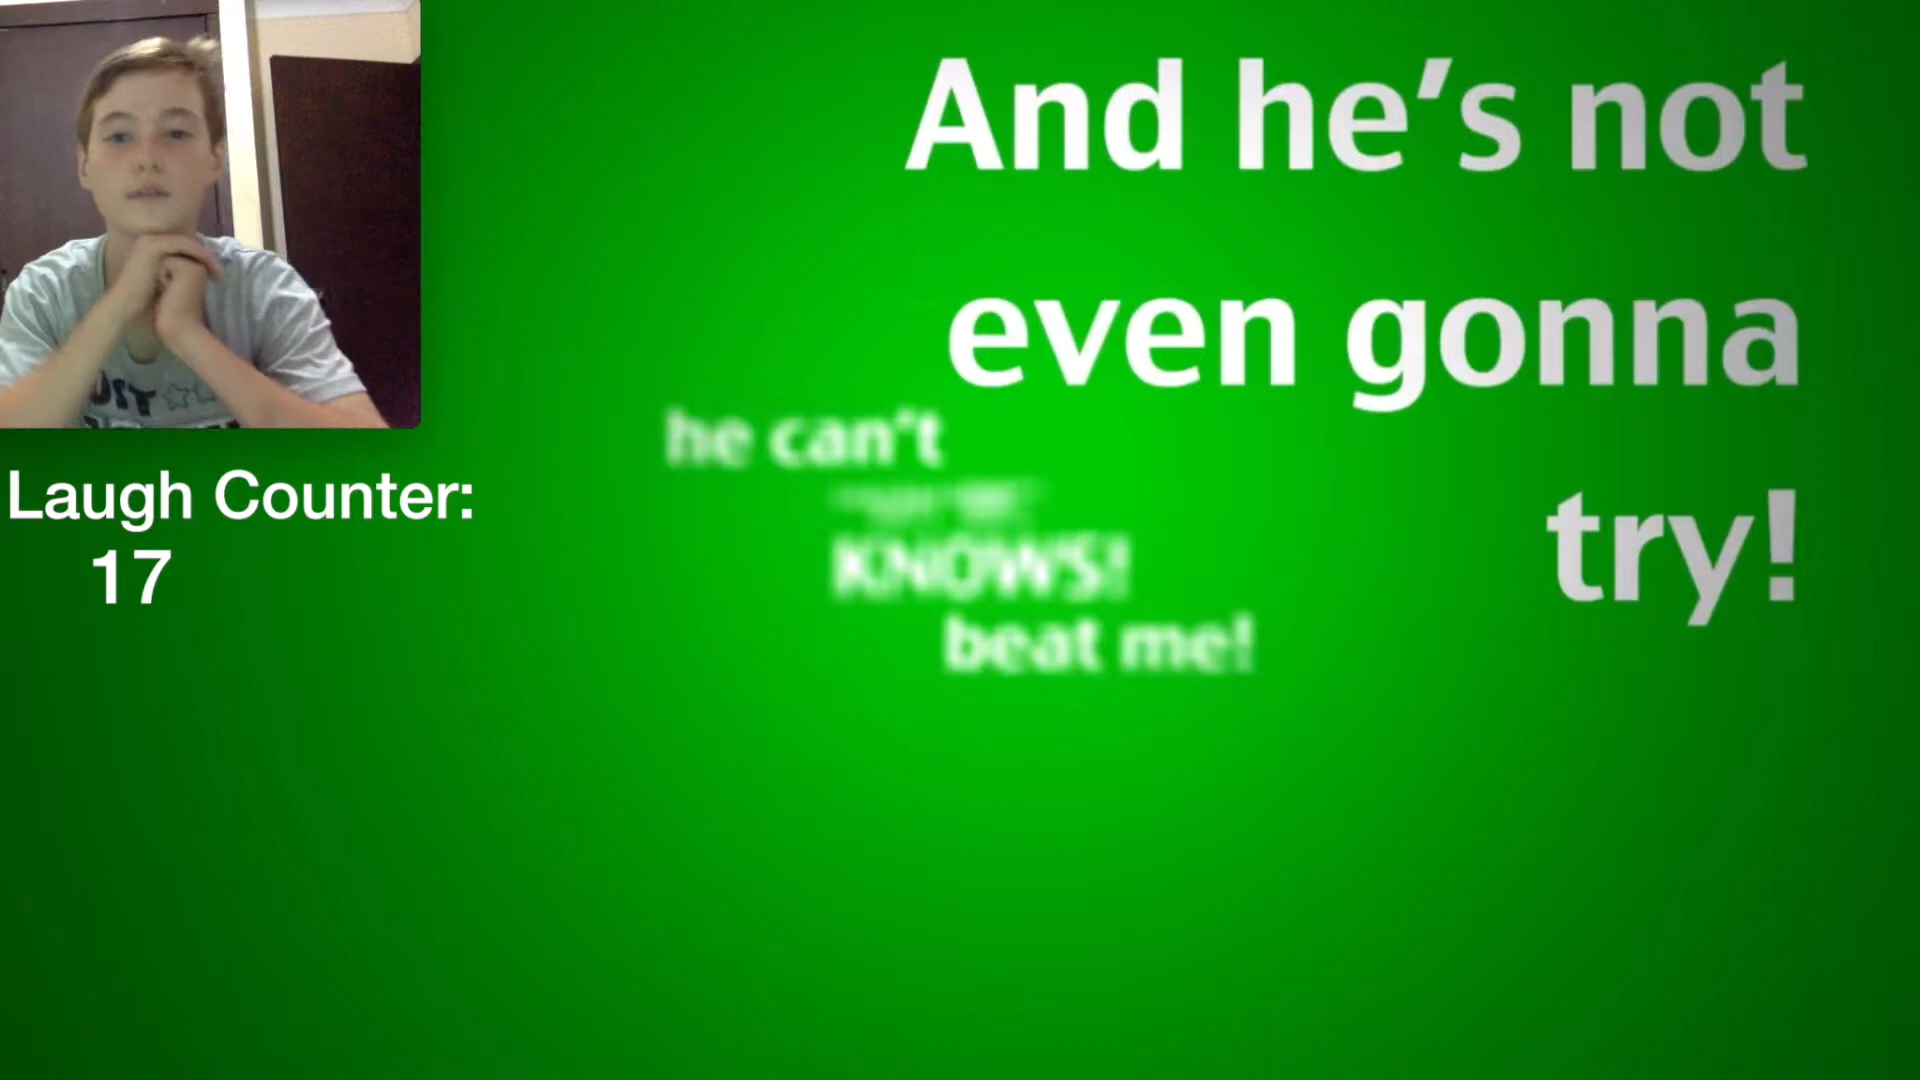 And he's not
even gonna
try!
he can't
KNOWS!
beat me!
Laugh Counter:
17